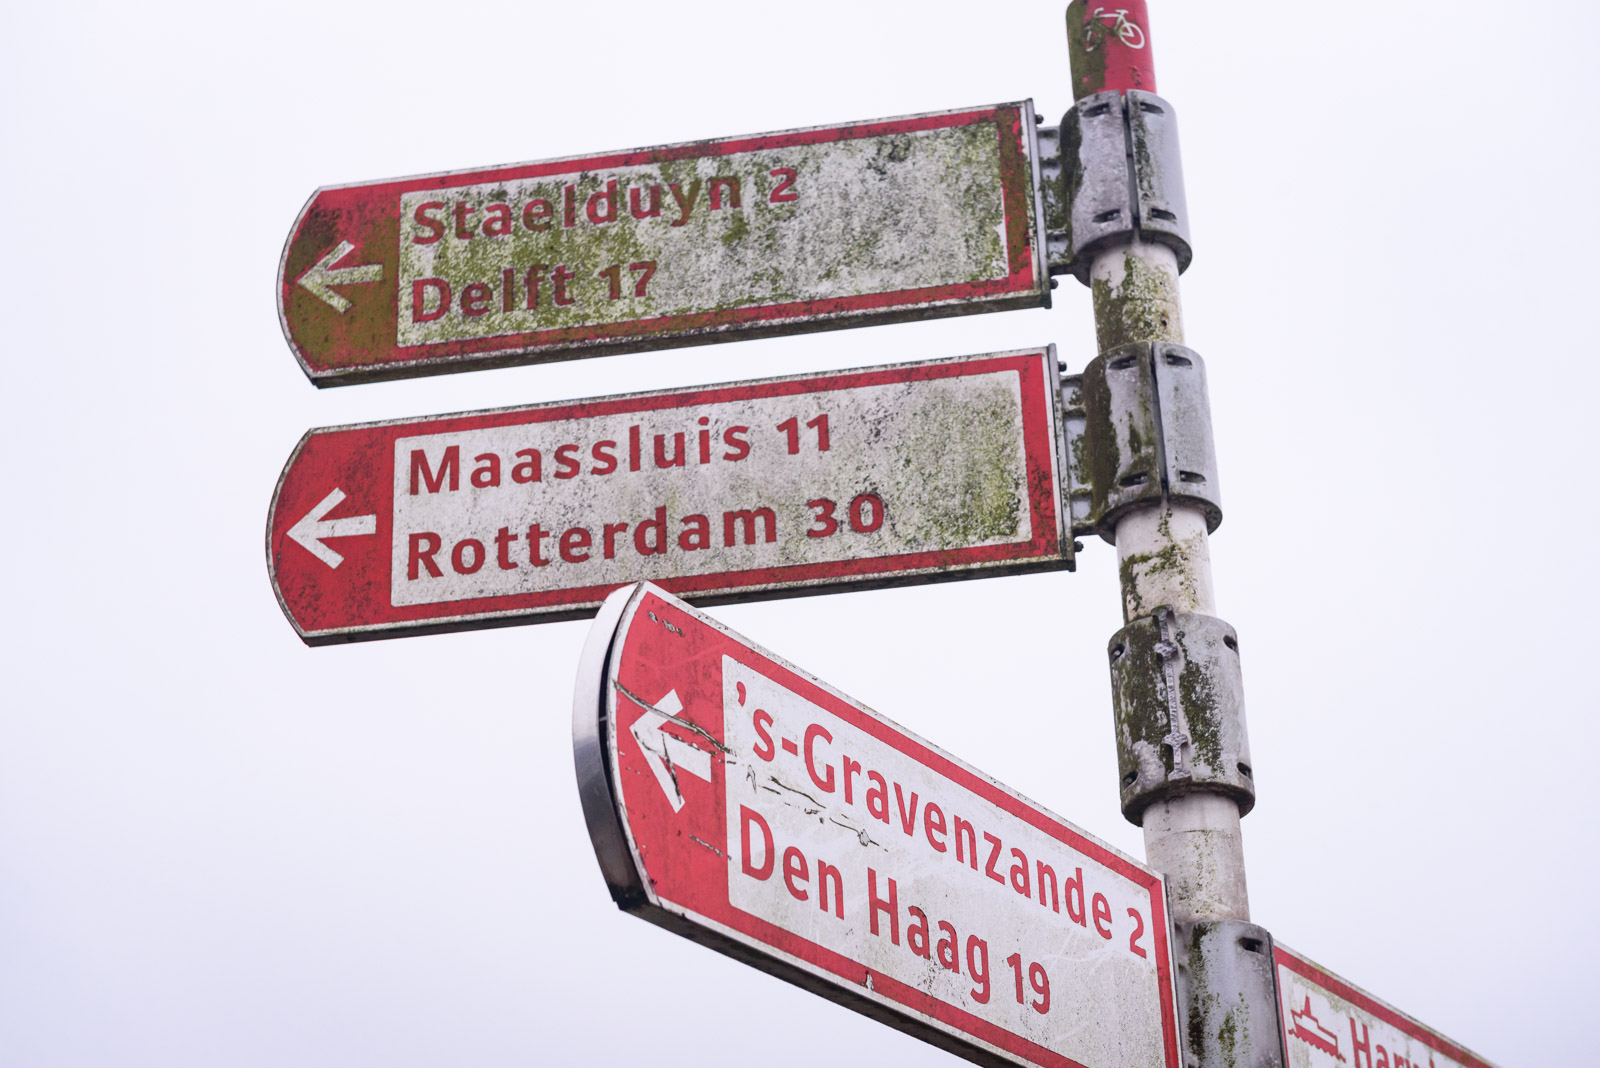 Staelduyn 2
Delft 17
Maassluis 11
Rotterdam 30
's-Gravenzande 2
Den Haag 19